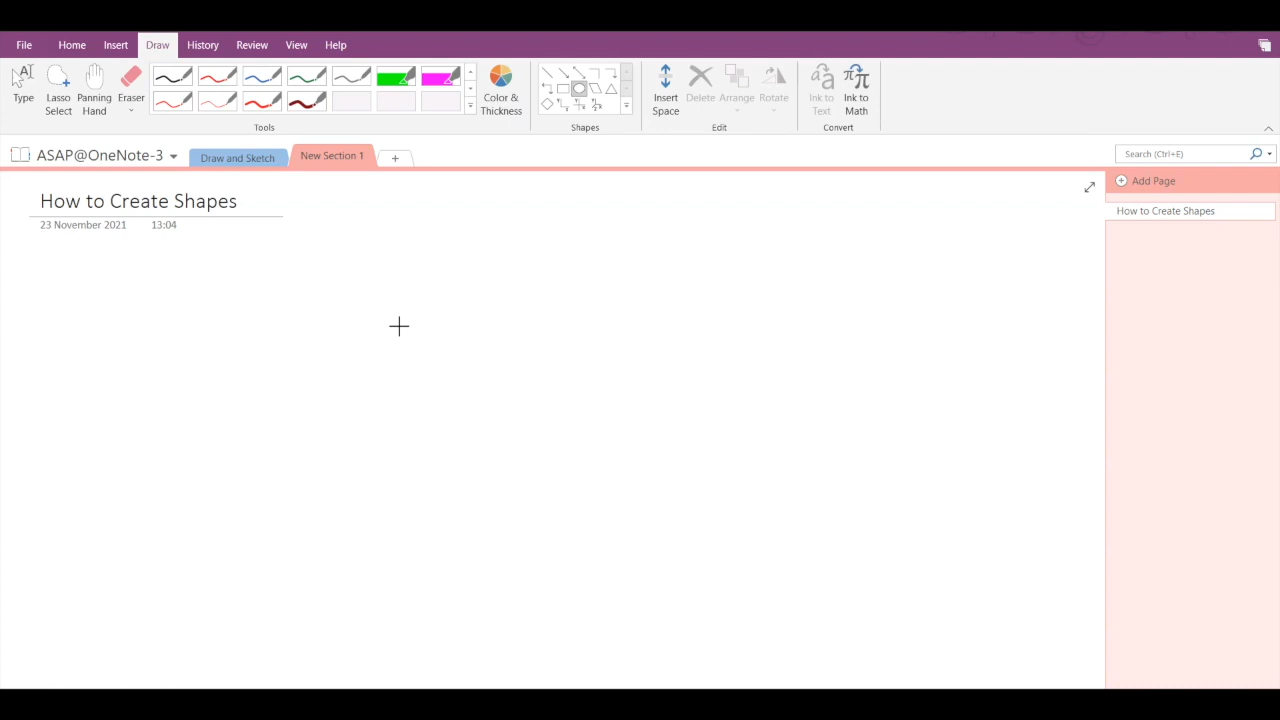 File Home Insert Draw History Review View Help
Type
Lasso Select
Panning Hand
Eraser
Color & Thickness
Insert Space
Delete
Arrange
Rotate
Ink to Text
Ink to Math
Tools
Shapes
Edit
Convert
ASAP@OneNote-3
Draw and Sketch
New Section 1
Search (Ctrl+E)
Add Page
How to Create Shapes
How to Create Shapes
23 November 2021 13:04